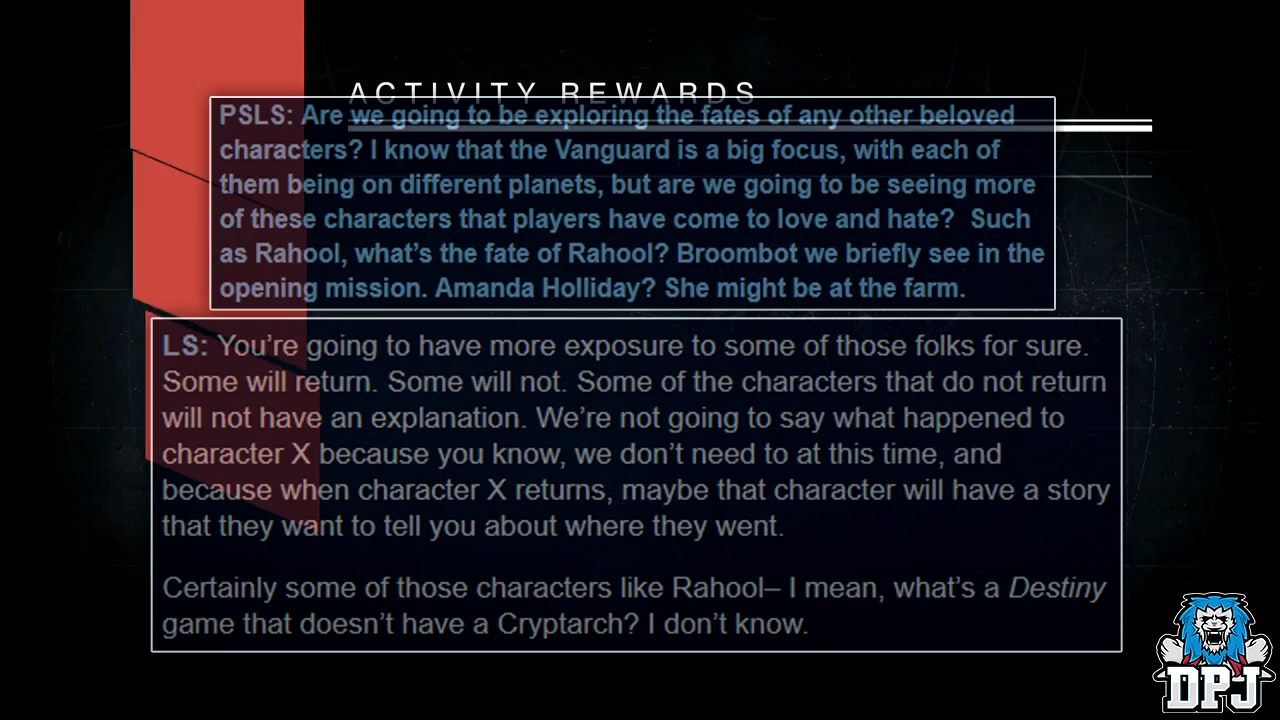 ACTIVITY REWARDS
PSLS: Are we going to be exploring the fates of any other beloved
characters? I know that the Vanguard is a big focus, with each of
them being on different planets, but are we going to be seeing more
of these characters that players have come to love and hate?  Such
as Rahool, what's the fate of Rahool? Broombot we briefly see in the
opening mission. Amanda Holliday? She might be at the farm.
LS: You're going to have more exposure to some of those folks for sure.
Some will return. Some will not. Some of the characters that do not return
will not have an explanation. We're not going to say what happened to
character X because you know, we don't need to at this time, and
because when character X returns, maybe that character will have a story
that they want to tell you about where they went.
Certainly some of those characters like Rahool– I mean, what's a Destiny
game that doesn't have a Cryptarch? I don't know.
DPJ